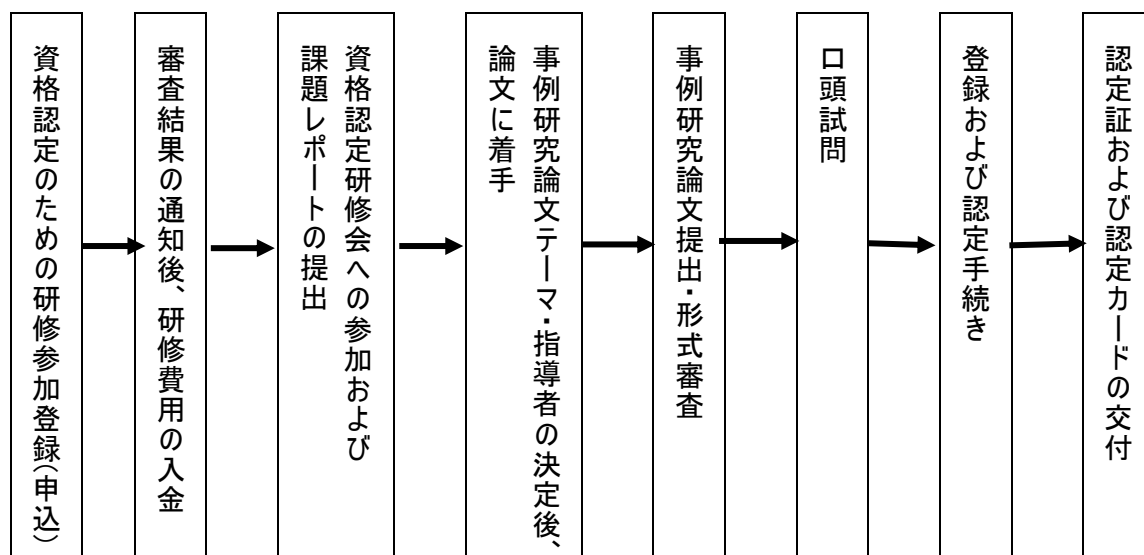 資格認定のための研修参加登録（申込）
審査結果の通知後、研修費用の入金
資格認定研修会への参加および
課題レポートの提出
事例研究論文テーマ・指導者の決定後、
論文に着手
事例研究論文提出・形式審査
口頭試問
登録および認定手続き
認定証および認定カードの交付